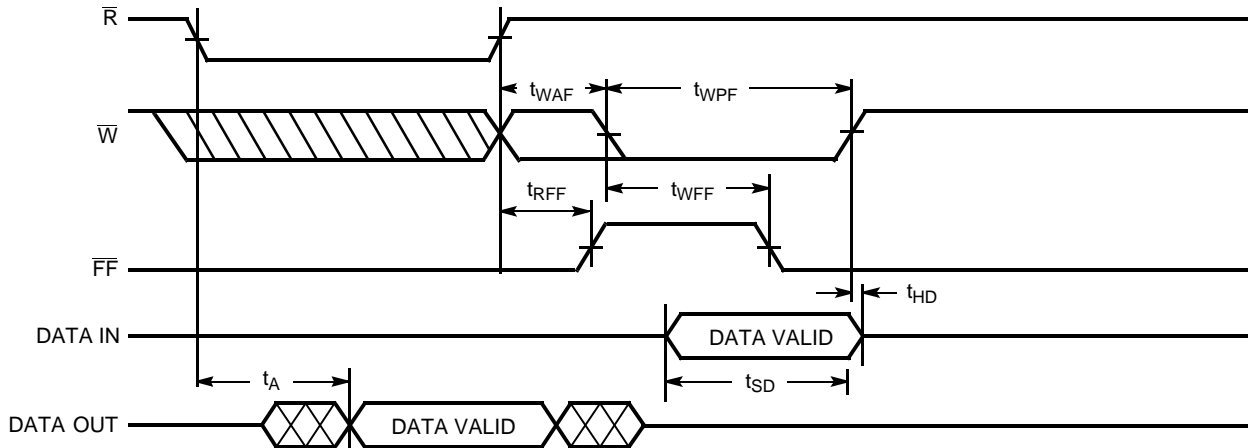 R
tWAF
tWPF
W
tRFF
tWFF
FF
tHD
DATA IN
DATA VALID
tA
tSD
DATA OUT
DATA VALID